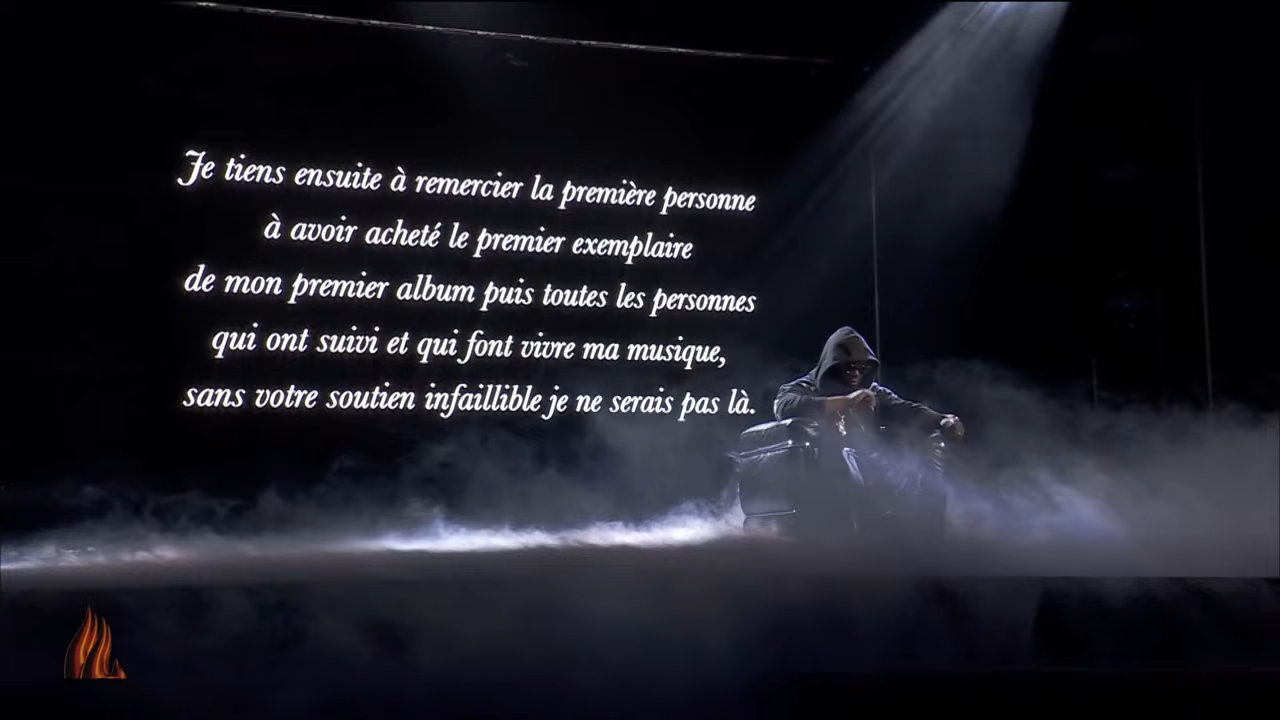 Je tiens ensuite à remercier la première personne
à avoir acheté le premier exemplaire
de mon premier album puis toutes les personnes
qui ont suivi et qui font vivre ma musique,
sans votre soutien infaillible je ne serais pas là.